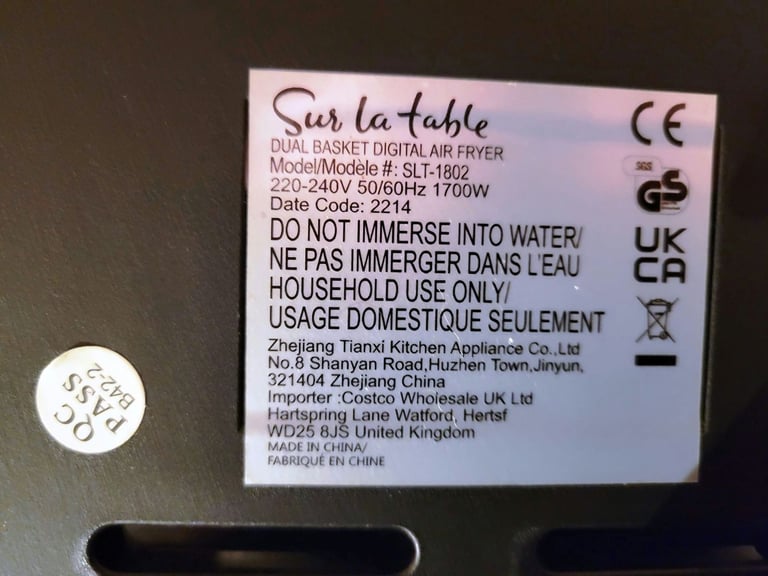 Sur la table
DUAL BASKET DIGITAL AIR FRYER
Model/Modèle #: SLT-1802
220-240V 50/60Hz 1700W
Date Code: 2214
DO NOT IMMERSE INTO WATER/
NE PAS IMMERGER DANS L'EAU
HOUSEHOLD USE ONLY/
USAGE DOMESTIQUE SEULEMENT
Zhejiang Tianxi Kitchen Appliance Co.,Ltd
No.8 Shanyan Road,Huzhen Town,Jinyun,
321404 Zhejiang China
Importer :Costco Wholesale UK Ltd
Hartspring Lane Watford, Hertsf
WD25 8JS United Kingdom
MADE IN CHINA/
FABRIQUÉ EN CHINE
CE
SGS
GS
UK
CA
QC
PASS
B42-2